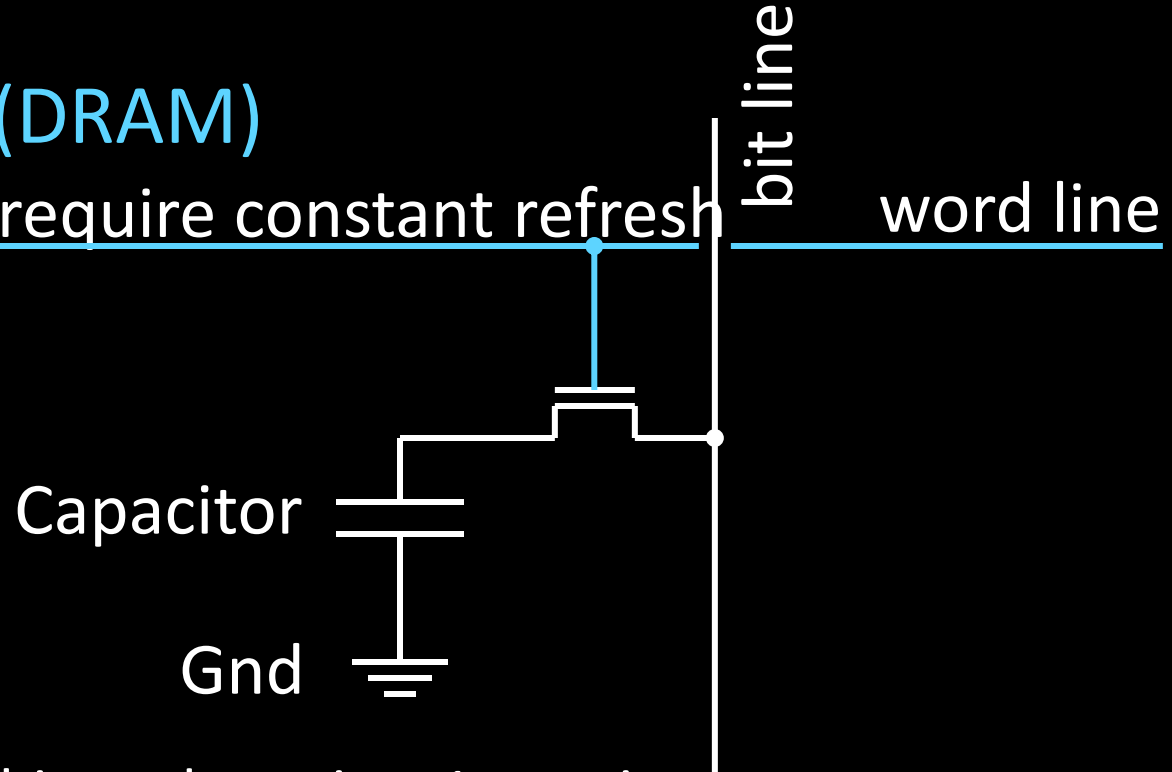 bit line
(DRAM)
require constant refresh
word line
Capacitor
Gnd